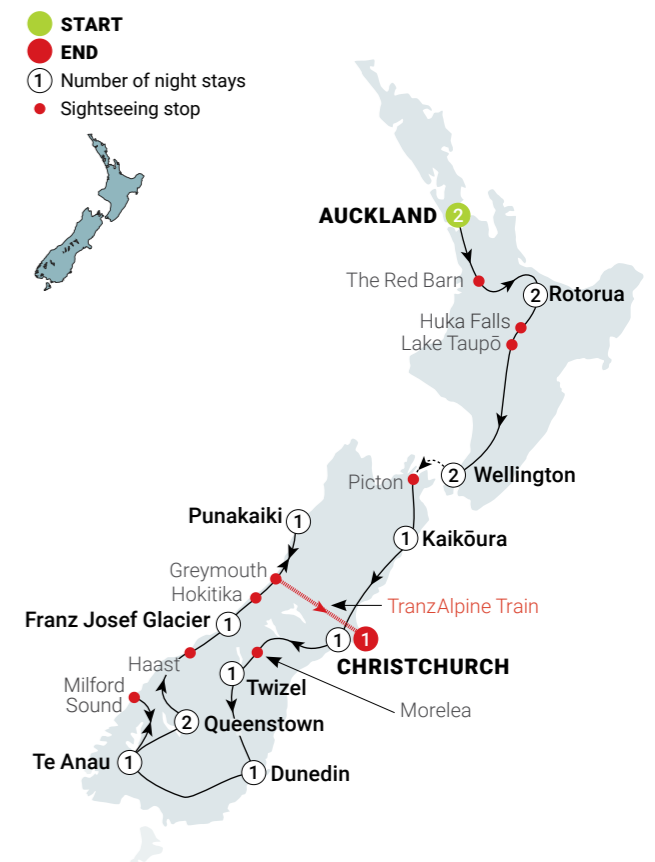 START
END
1 Number of night stays
Sightseeing stop
AUCKLAND 2
The Red Barn
2 Rotorua
Huka Falls
Lake Taupō
Picton
2 Wellington
Punakaiki 1
1 Kaikōura
Greymouth
Hokitika
TranzAlpine Train
Franz Josef Glacier 1
1 1
CHRISTCHURCH
Haast
1
Twizel
Milford
Sound
Morelea
2 Queenstown
Te Anau 1
1 Dunedin